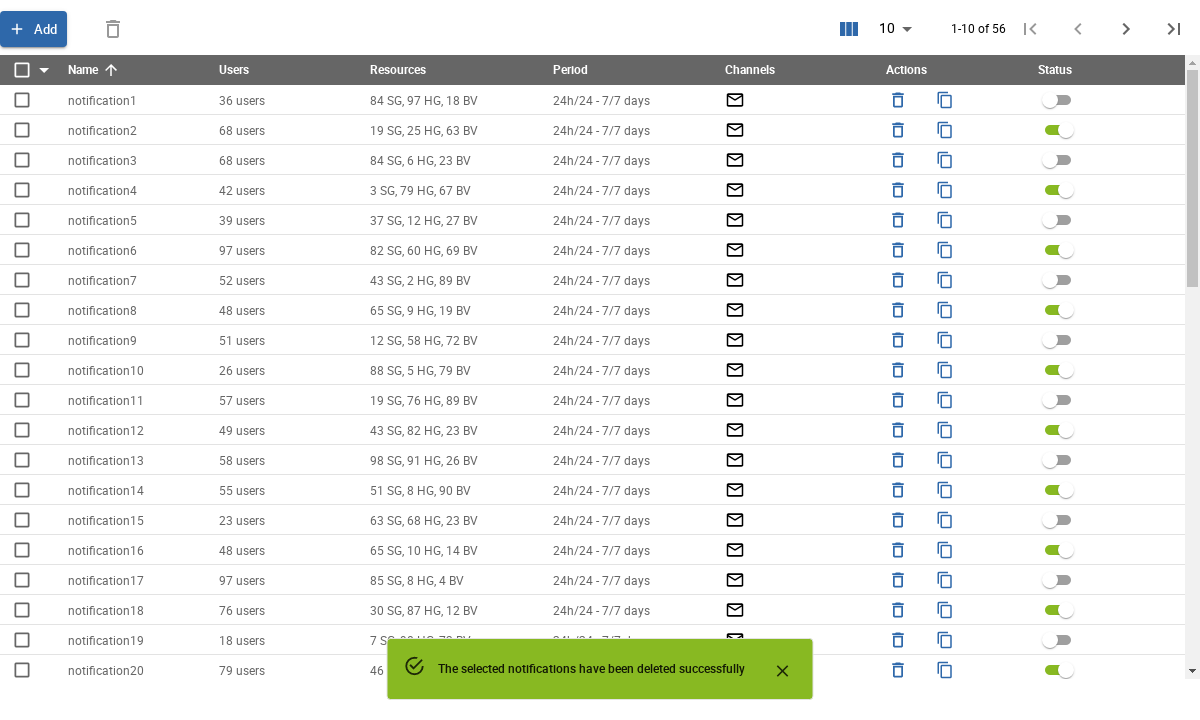 Add
10
1-10 of 56
Name Users Resources Period Channels Actions Status
notification1 36 users 84 SG, 97 HG, 18 BV 24h/24 - 7/7 days
notification2 68 users 19 SG, 25 HG, 63 BV 24h/24 - 7/7 days
notification3 68 users 84 SG, 6 HG, 23 BV 24h/24 - 7/7 days
notification4 42 users 3 SG, 79 HG, 67 BV 24h/24 - 7/7 days
notification5 39 users 37 SG, 12 HG, 27 BV 24h/24 - 7/7 days
notification6 97 users 82 SG, 60 HG, 69 BV 24h/24 - 7/7 days
notification7 52 users 43 SG, 2 HG, 89 BV 24h/24 - 7/7 days
notification8 48 users 65 SG, 9 HG, 19 BV 24h/24 - 7/7 days
notification9 51 users 12 SG, 58 HG, 72 BV 24h/24 - 7/7 days
notification10 26 users 88 SG, 5 HG, 79 BV 24h/24 - 7/7 days
notification11 57 users 19 SG, 76 HG, 89 BV 24h/24 - 7/7 days
notification12 49 users 43 SG, 82 HG, 23 BV 24h/24 - 7/7 days
notification13 58 users 98 SG, 91 HG, 26 BV 24h/24 - 7/7 days
notification14 55 users 51 SG, 8 HG, 90 BV 24h/24 - 7/7 days
notification15 23 users 63 SG, 68 HG, 23 BV 24h/24 - 7/7 days
notification16 48 users 65 SG, 10 HG, 14 BV 24h/24 - 7/7 days
notification17 97 users 85 SG, 8 HG, 4 BV 24h/24 - 7/7 days
notification18 76 users 30 SG, 87 HG, 12 BV 24h/24 - 7/7 days
notification19 18 users 7
notification20 79 users 46
The selected notifications have been deleted successfully